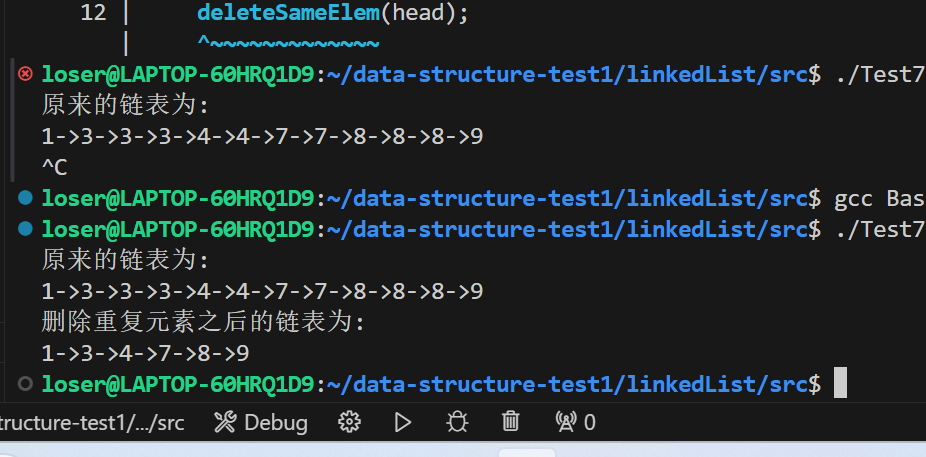 12 |     deleteSameElem(head);
   |     ^~~~~~~~~~~~~~
loser@LAPTOP-60HRQ1D9:~/data-structure-test1/linkedList/src$ ./Test7
原来的链表为:
1->3->3->3->4->4->7->7->8->8->8->9
^C
loser@LAPTOP-60HRQ1D9:~/data-structure-test1/linkedList/src$ gcc Bas
loser@LAPTOP-60HRQ1D9:~/data-structure-test1/linkedList/src$ ./Test7
原来的链表为:
1->3->3->3->4->4->7->7->8->8->8->9
删除重复元素之后的链表为:
1->3->4->7->8->9
loser@LAPTOP-60HRQ1D9:~/data-structure-test1/linkedList/src$
tructure-test1/.../src Debug 0